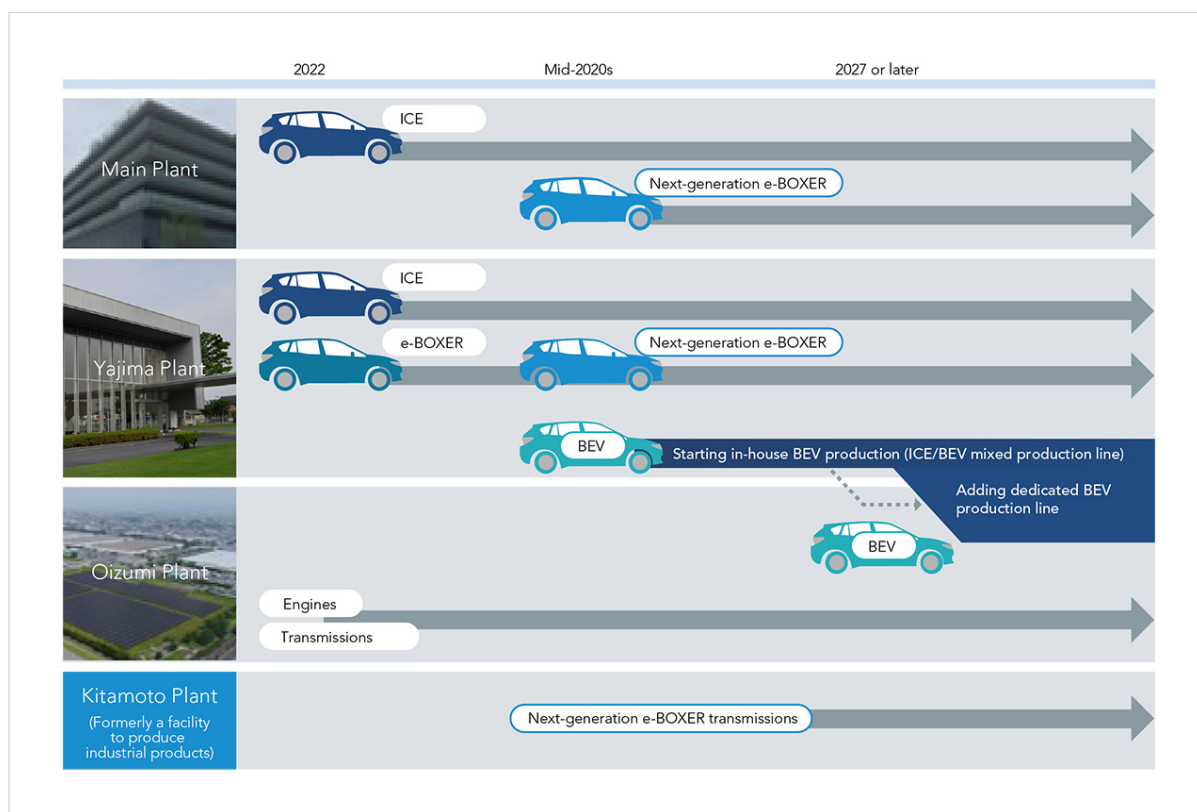 2022
Mid-2020s
2027 or later
Main Plant
ICE
Next-generation e-BOXER
Yajima Plant
ICE
e-BOXER
Next-generation e-BOXER
BEV
Starting in-house BEV production (ICE/BEV mixed production line)
Adding dedicated BEV
production line
Oizumi Plant
BEV
Engines
Transmissions
Kitamoto Plant
(Formerly a facility
to produce
industrial products)
Next-generation e-BOXER transmissions